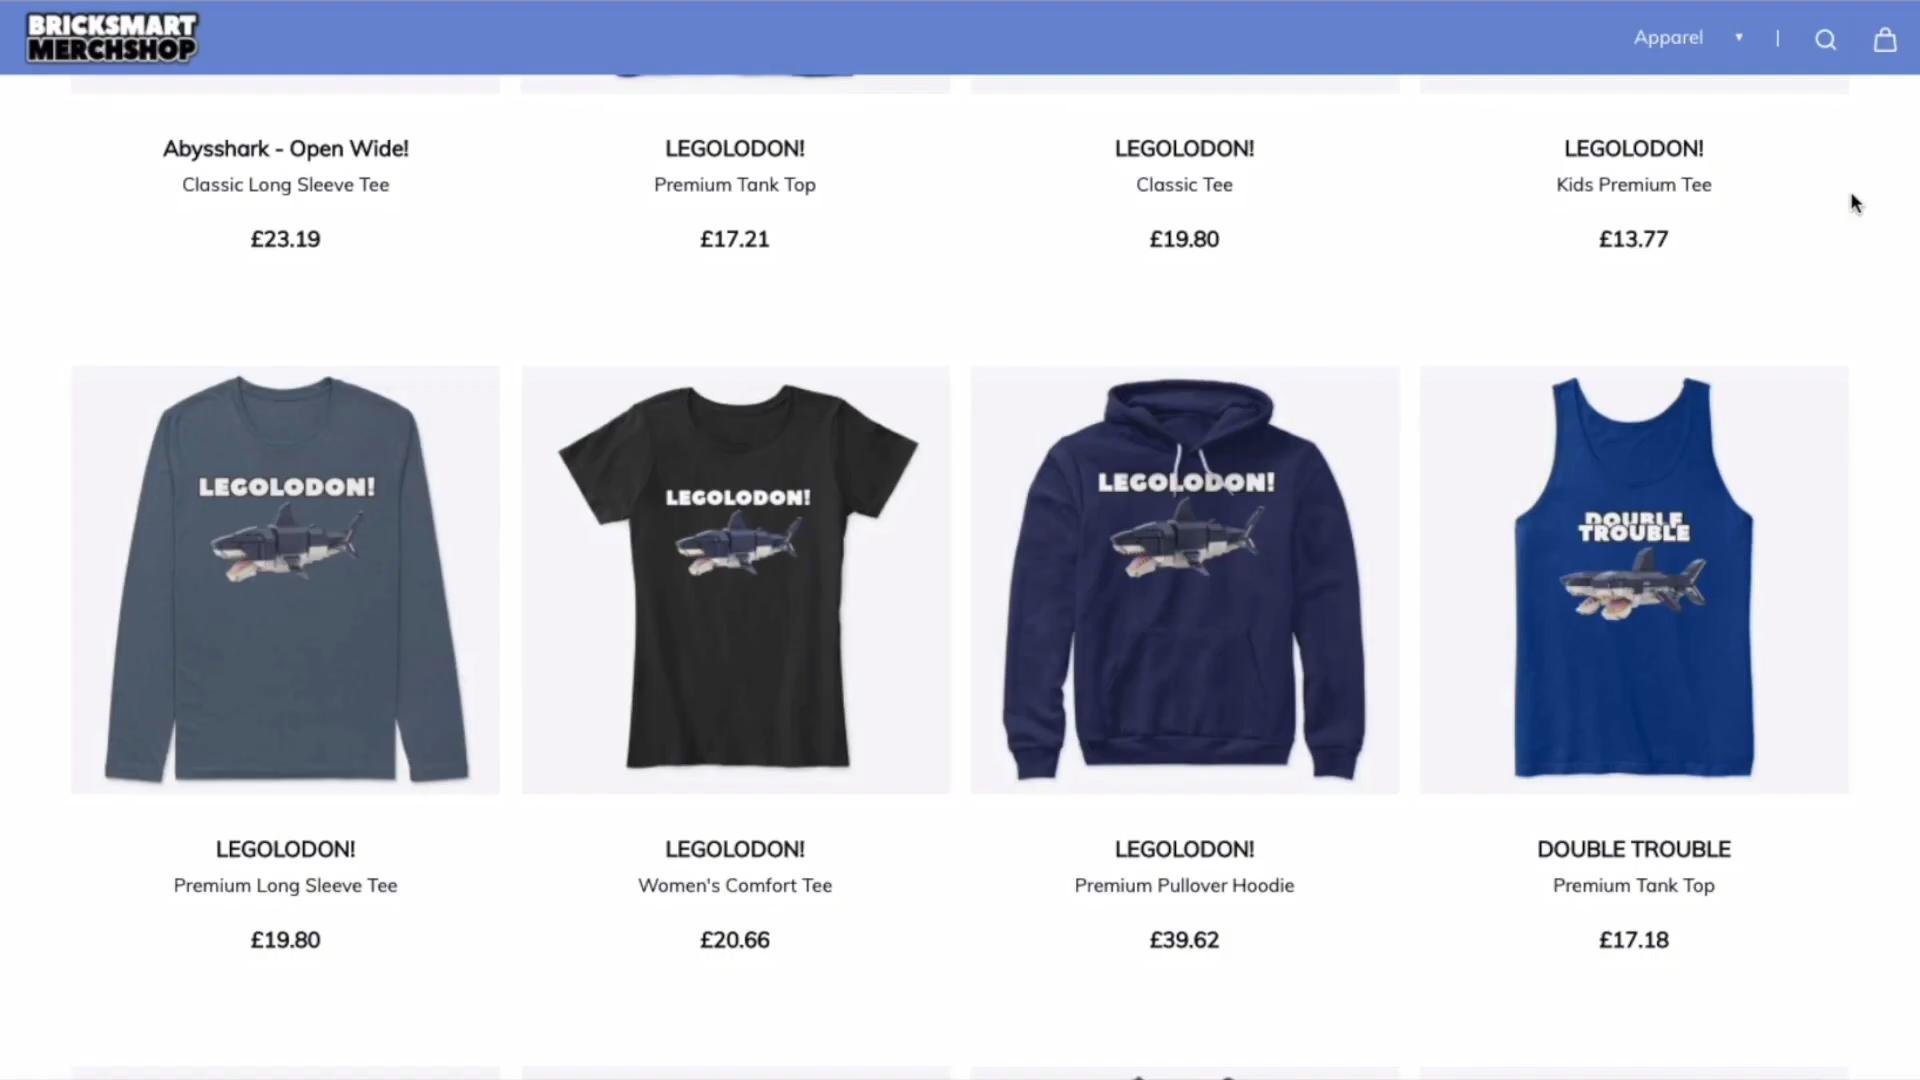 BRICKSMART
MERCHSHOP
Apparel
Abysshark - Open Wide!
Classic Long Sleeve Tee
£23.19
LEGOLODON!
Premium Tank Top
£17.21
LEGOLODON!
Classic Tee
£19.80
LEGOLODON!
Kids Premium Tee
£13.77
LEGOLODON!
LEGOLODON!
LEGOLODON!
DOUBLE
TROUBLE
LEGOLODON!
Premium Long Sleeve Tee
£19.80
LEGOLODON!
Women's Comfort Tee
£20.66
LEGOLODON!
Premium Pullover Hoodie
£39.62
DOUBLE TROUBLE
Premium Tank Top
£17.18